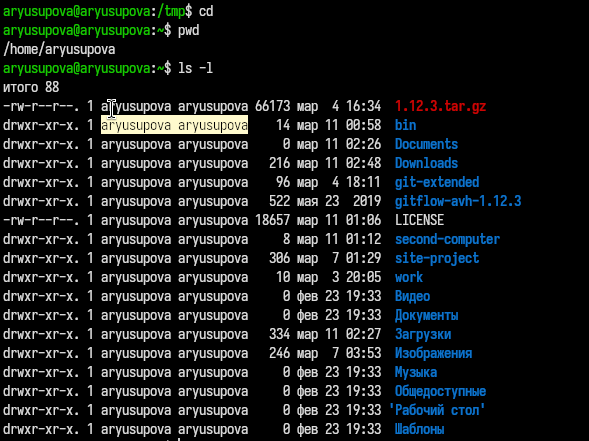 aryusupova@aryusupova:/tmp$ cd
aryusupova@aryusupova:~$ pwd
/home/aryusupova
aryusupova@aryusupova:~$ ls -l
итого 88
-rw-r--r--. 1 aryusupova aryusupova 66173 мар  4 16:34  1.12.3.tar.gz
drwxr-xr-x. 1 aryusupova aryusupova    14 мар 11 00:58  bin
drwxr-xr-x. 1 aryusupova aryusupova     0 мар 11 02:26  Documents
drwxr-xr-x. 1 aryusupova aryusupova   216 мар 11 02:48  Downloads
drwxr-xr-x. 1 aryusupova aryusupova    96 мар  4 18:11  git-extended
drwxr-xr-x. 1 aryusupova aryusupova   522 мая 23  2019  gitflow-avh-1.12.3
-rw-r--r--. 1 aryusupova aryusupova 18657 мар 11 01:06  LICENSE
drwxr-xr-x. 1 aryusupova aryusupova     8 мар 11 01:12  second-computer
drwxr-xr-x. 1 aryusupova aryusupova   306 мар  7 01:29  site-project
drwxr-xr-x. 1 aryusupova aryusupova    10 мар  3 20:05  work
drwxr-xr-x. 1 aryusupova aryusupova     0 фев 23 19:33  Видео
drwxr-xr-x. 1 aryusupova aryusupova     0 фев 23 19:33  Документы
drwxr-xr-x. 1 aryusupova aryusupova   334 мар 11 02:27  Загрузки
drwxr-xr-x. 1 aryusupova aryusupova   246 мар  7 03:53  Изображения
drwxr-xr-x. 1 aryusupova aryusupova     0 фев 23 19:33  Музыка
drwxr-xr-x. 1 aryusupova aryusupova     0 фев 23 19:33  Общедоступные
drwxr-xr-x. 1 aryusupova aryusupova     0 фев 23 19:33 'Рабочий стол'
drwxr-xr-x. 1 aryusupova aryusupova     0 фев 23 19:33  Шаблоны